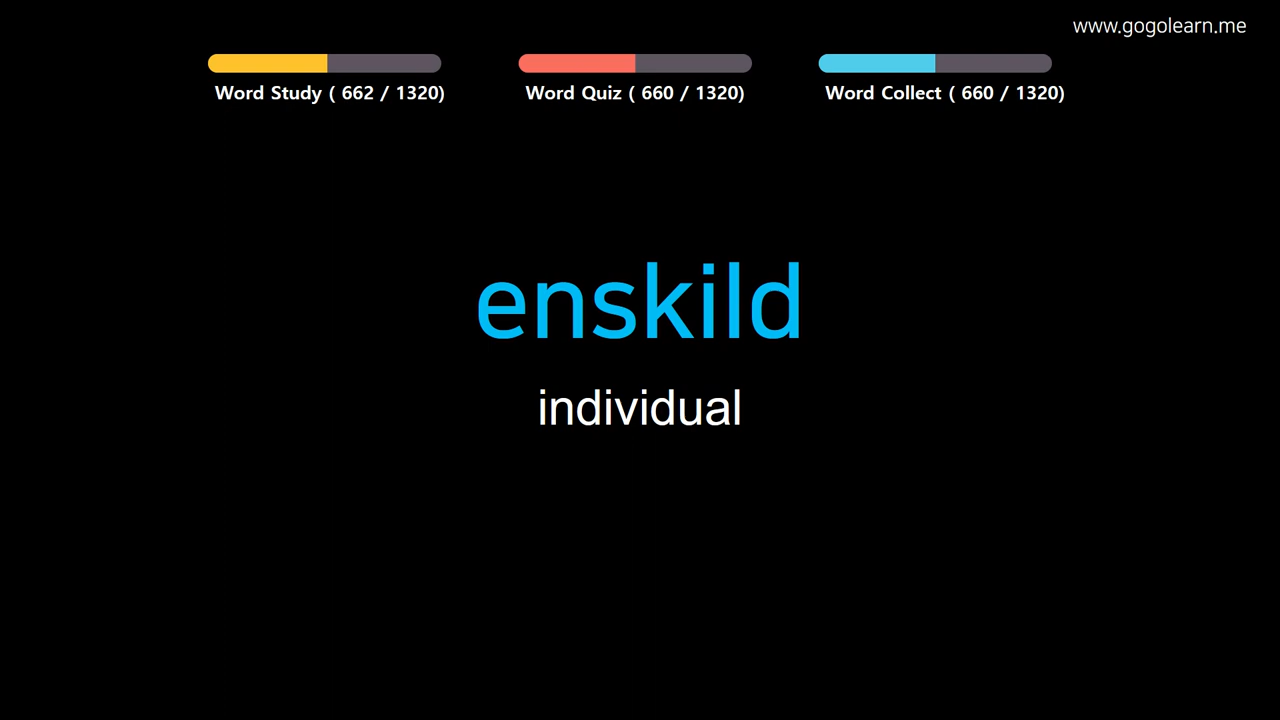 www.gogolearn.me
Word Study ( 662 / 1320)
Word Quiz ( 660 / 1320)
Word Collect ( 660 / 1320)
enskild
individual